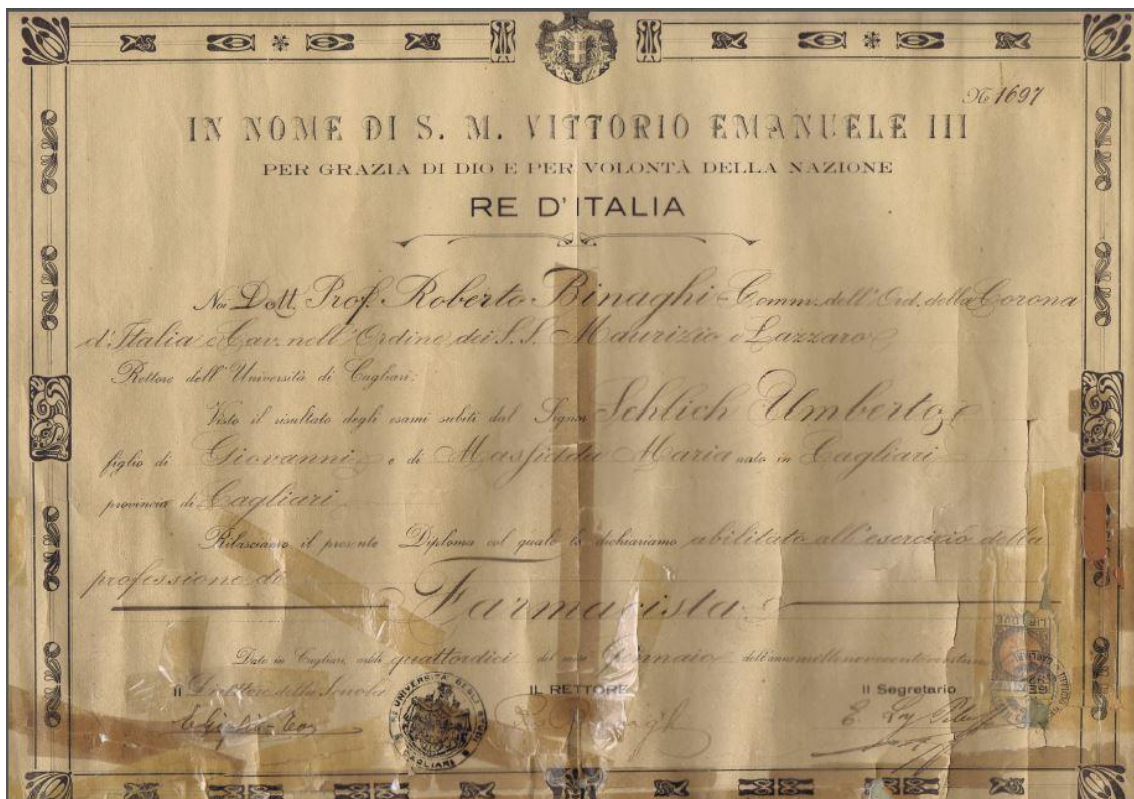 No 1697
IN NOME DI S. M. VITTORIO EMANUELE III
PER GRAZIA DI DIO E PER VOLONTÀ DELLA NAZIONE
RE D'ITALIA
Noi Dott. Prof. Roberto Binaghi Comm. dell'Ord. della Corona
d'Italia e Cav. nell'Ordine dei S.S. Maurizio e Lazzaro
Rettore dell'Università di Cagliari:
Visto il risultato degli esami subiti dal Signor Schlich Umberto
figlio di Giovanni e di Maria nato in Cagliari
provincia di Cagliari
Rilasciamo il presente Diploma col quale lo dichiariamo abilitato all'esercizio della
professione di
Farmacista
Dato in Cagliari, addì quattordici del mese Gennaio dell'anno millenovecentoventuno
Il Direttore della Scuola IL RETTORE Il Segretario
UNIVERSITÀ DEGLI STUDI
CAGLIARI